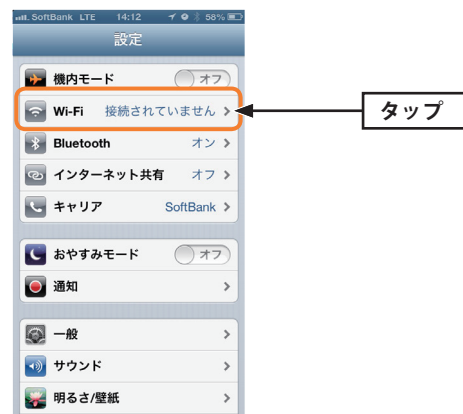 SoftBank LTE 14:12 58%
設定
機内モード オフ
Wi-Fi 接続されていません
タップ
Bluetooth オン
インターネット共有 オフ
キャリア SoftBank
おやすみモード オフ
通知
一般
サウンド
明るさ/壁紙